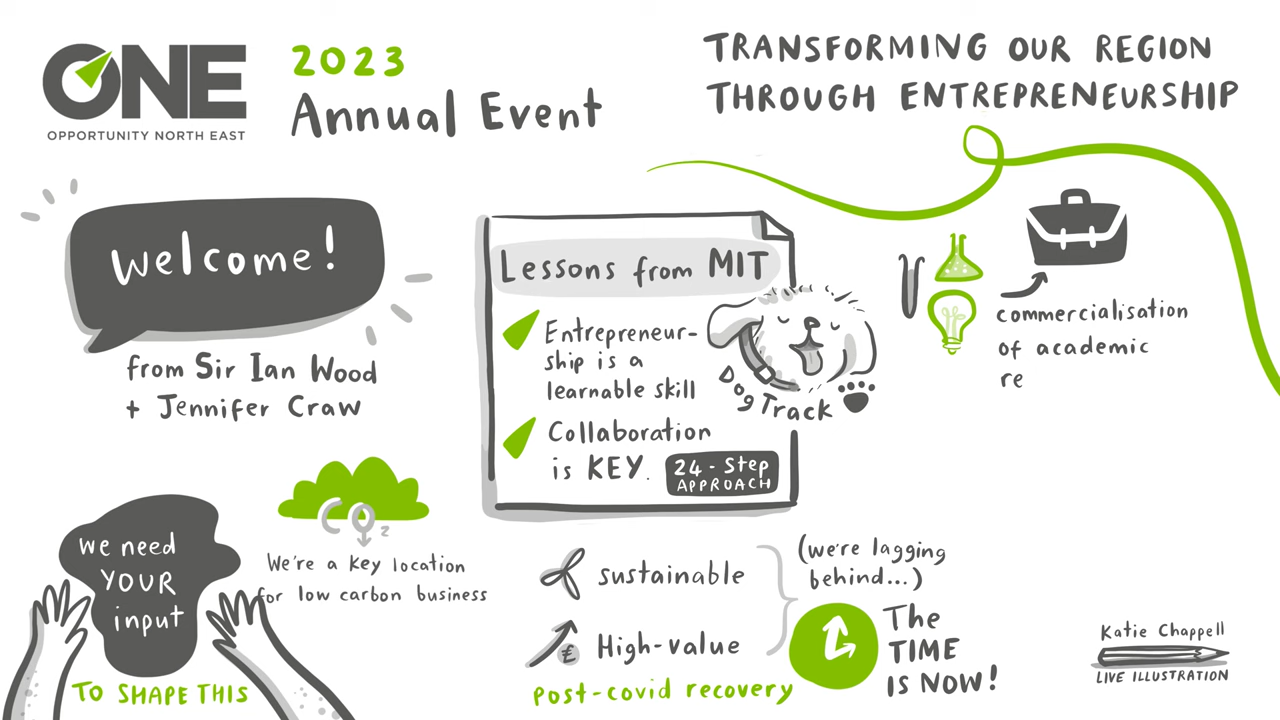 ONE
OPPORTUNITY NORTH EAST
2023
Annual Event
TRANSFORMING OUR REGION
THROUGH ENTREPRENEURSHIP
Welcome!
from Sir Ian Wood
+ Jennifer Craw
Lessons from MIT
Entrepreneur-
ship is a
learnable skill
Collaboration
is KEY.
24-Step
APPROACH
Dog Track
commercialisation
of academic
re
we need
YOUR
input
TO SHAPE THIS
CO2
We're a Key location
for low carbon business
sustainable
High-value
£
post-covid recovery
(we're lagging
behind...)
The
TIME
IS NOW!
Katie Chappell
LIVE ILLUSTRATION